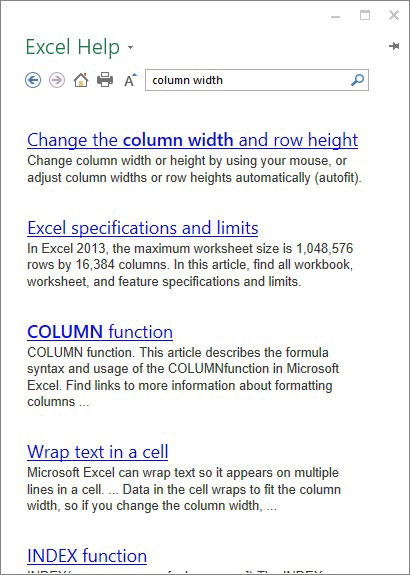 Excel Help
column width
Change the column width and row height
Change column width or height by using your mouse, or
adjust column widths or row heights automatically (autofit).
Excel specifications and limits
In Excel 2013, the maximum worksheet size is 1,048,576
rows by 16,384 columns. In this article, find all workbook,
worksheet, and feature specifications and limits.
COLUMN function
COLUMN function. This article describes the formula
syntax and usage of the COLUMNfunction in Microsoft
Excel. Find links to more information about formatting
columns ...
Wrap text in a cell
Microsoft Excel can wrap text so it appears on multiple
lines in a cell. ... Data in the cell wraps to fit the column
width, so if you change the column width, ...
INDEX function